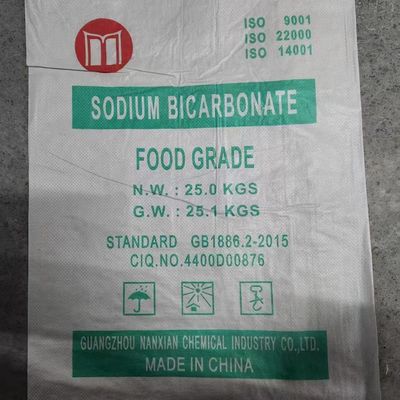 ISO 9001
ISO 22000
ISO 14001
SODIUM BICARBONATE
FOOD GRADE
N.W. : 25.0 KGS
G.W. : 25.1 KGS
STANDARD GB1886.2-2015
CIQ.NO.4400D00876
GUANGZHOU NANXIAN CHEMICAL INDUSTRY CO.,LTD.
MADE IN CHINA